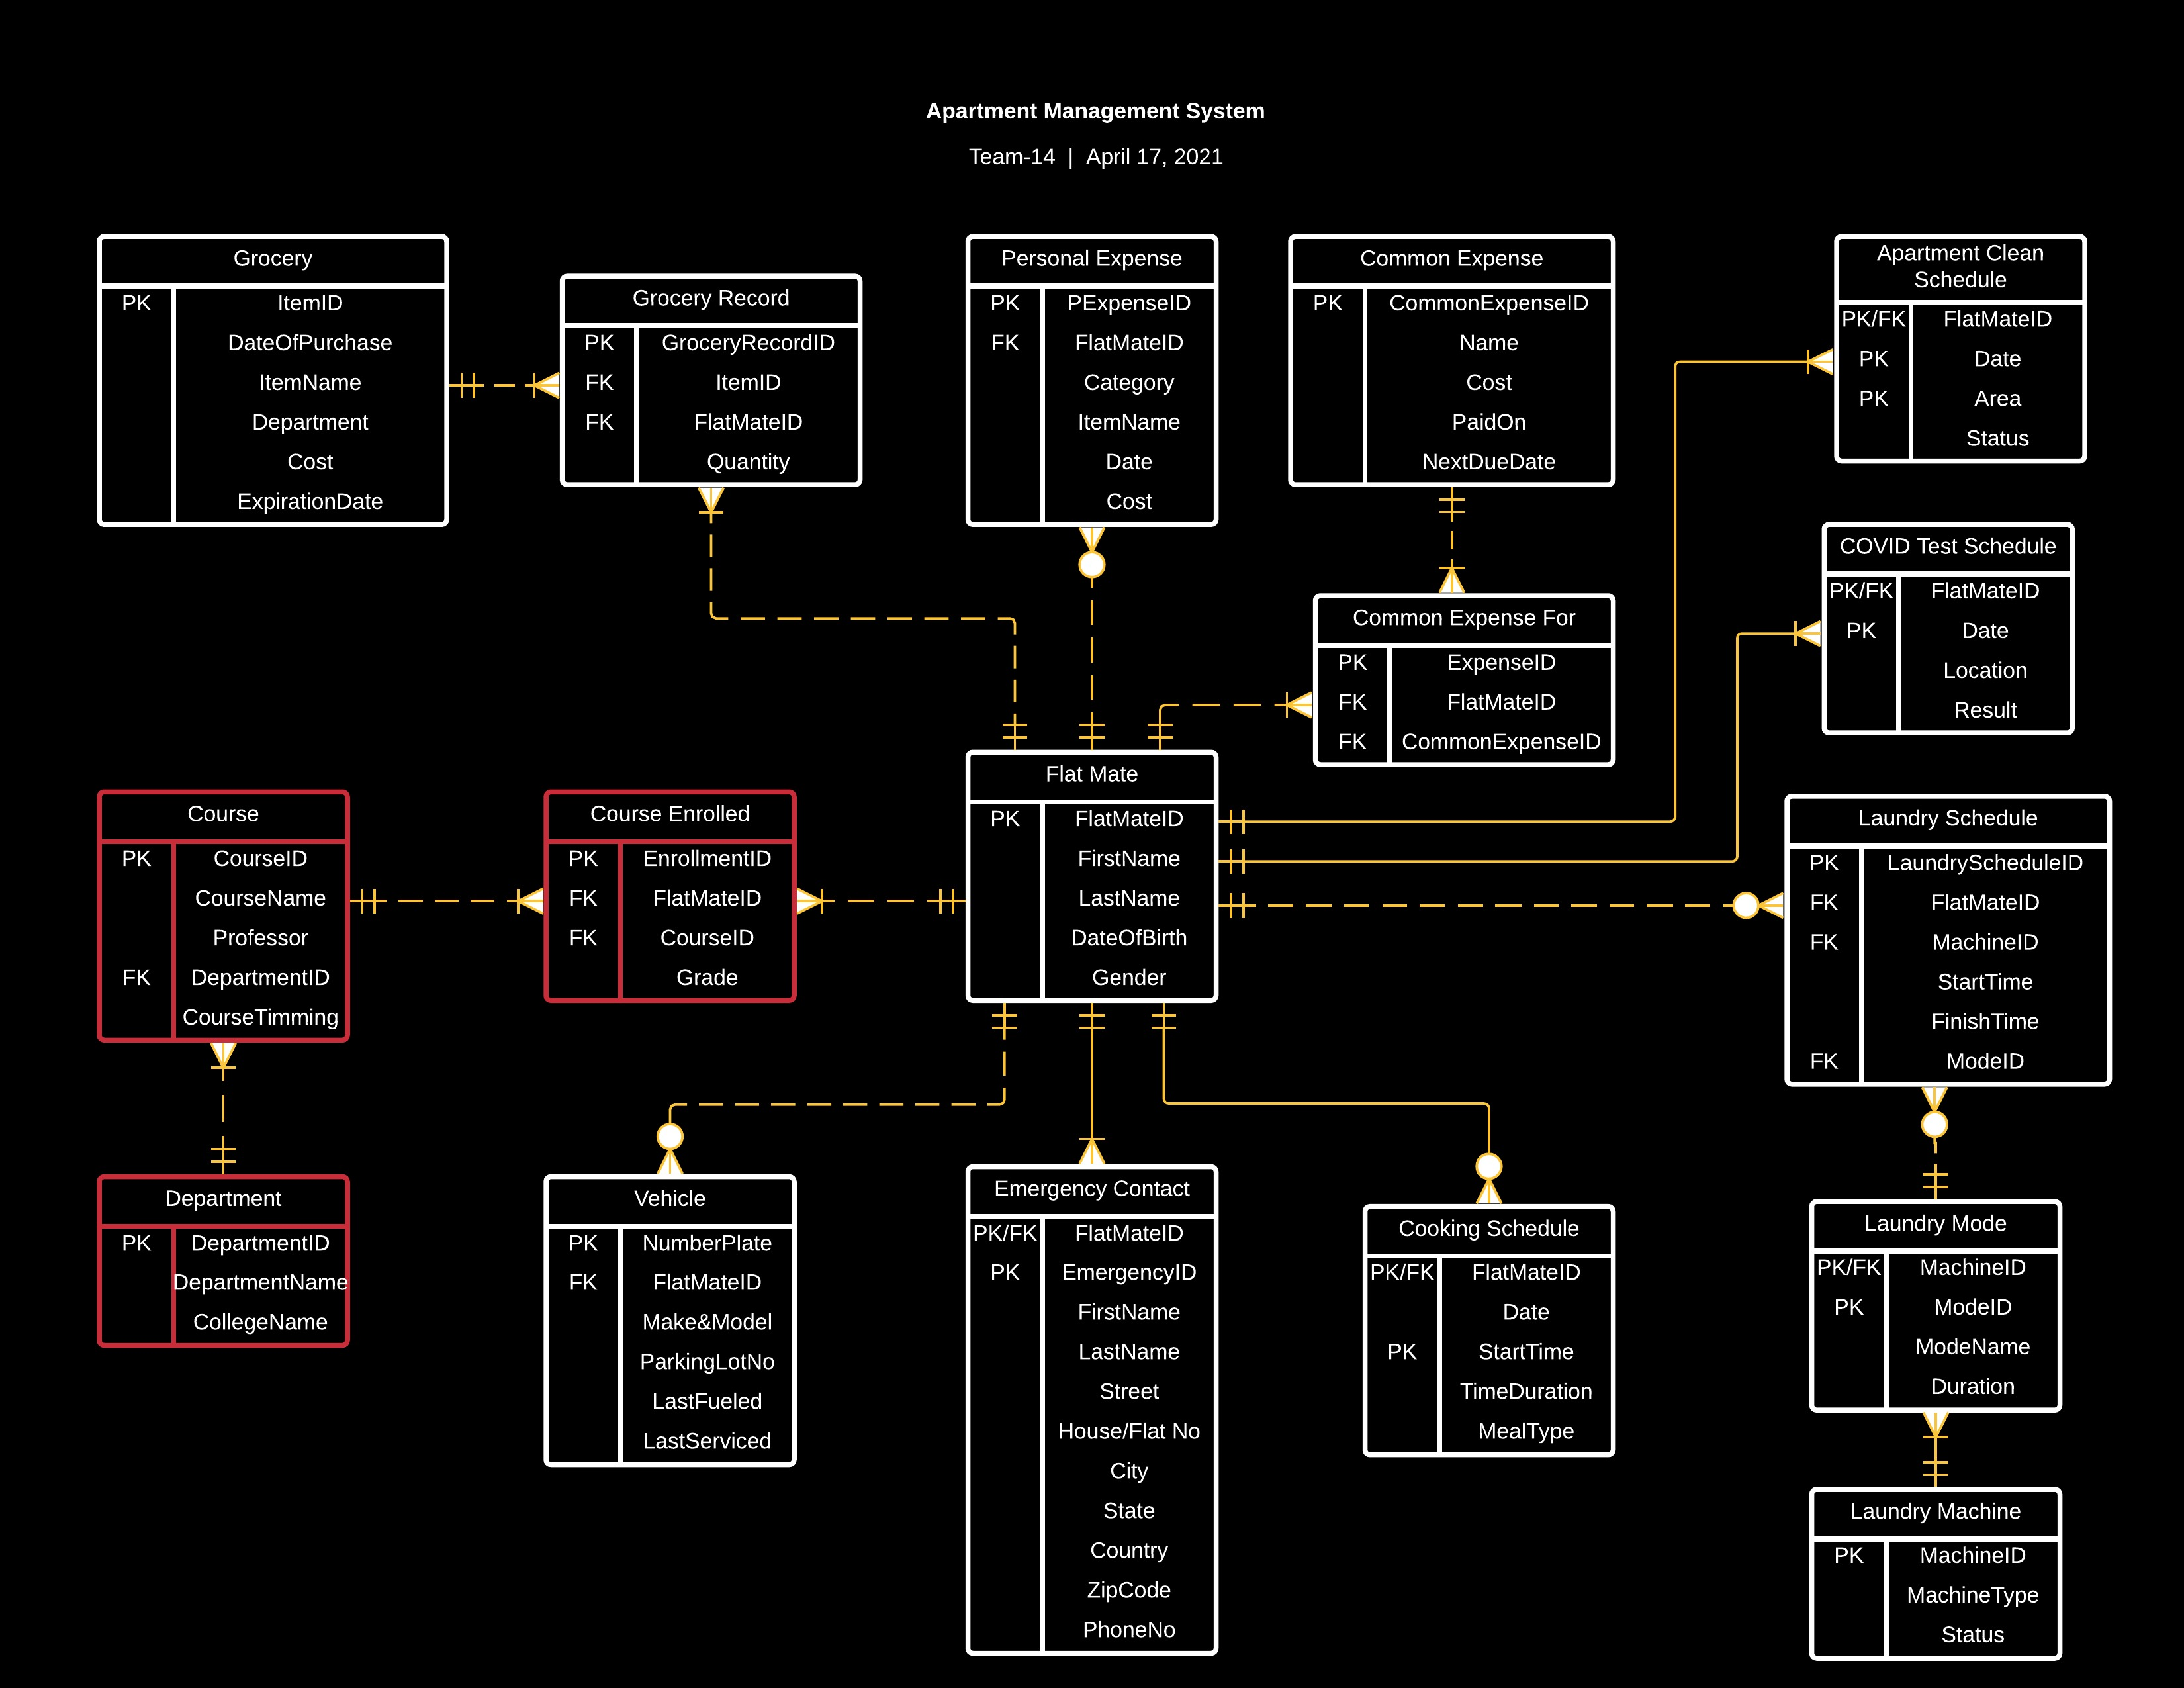 Apartment Management System
Team-14 | April 17, 2021
Grocery
PK ItemID
DateOfPurchase
ItemName
Department
Cost
ExpirationDate
Grocery Record
PK GroceryRecordID
FK ItemID
FK FlatMateID
Quantity
Personal Expense
PK PExpenseID
FK FlatMateID
Category
ItemName
Date
Cost
Common Expense
PK CommonExpenseID
Name
Cost
PaidOn
NextDueDate
Apartment Clean
Schedule
PK/FK FlatMateID
PK Date
PK Area
Status
COVID Test Schedule
PK/FK FlatMateID
PK Date
Location
Result
Common Expense For
PK ExpenseID
FK FlatMateID
FK CommonExpenseID
Course
PK CourseID
CourseName
Professor
FK DepartmentID
CourseTimming
Course Enrolled
PK EnrollmentID
FK FlatMateID
FK CourseID
Grade
Flat Mate
PK FlatMateID
FirstName
LastName
DateOfBirth
Gender
Laundry Schedule
PK LaundryScheduleID
FK FlatMateID
FK MachineID
StartTime
FinishTime
FK ModeID
Department
PK DepartmentID
DepartmentName
CollegeName
Vehicle
PK NumberPlate
FK FlatMateID
Make&Model
ParkingLotNo
LastFueled
LastServiced
Emergency Contact
PK/FK FlatMateID
PK EmergencyID
FirstName
LastName
Street
House/Flat No
City
State
Country
ZipCode
PhoneNo
Cooking Schedule
PK/FK FlatMateID
Date
PK StartTime
TimeDuration
MealType
Laundry Mode
PK/FK MachineID
PK ModeID
ModeName
Duration
Laundry Machine
PK MachineID
MachineType
Status